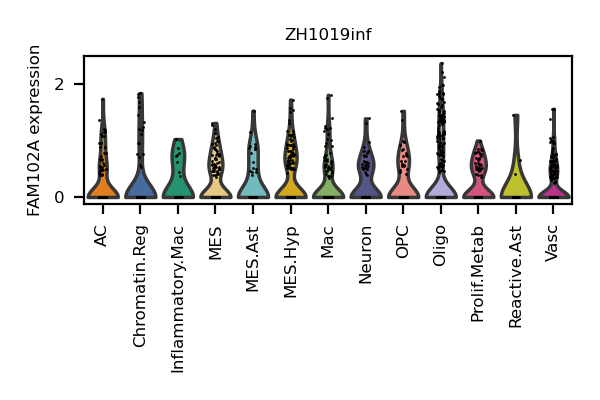 ZH1019inf
FAM102A expression
2
0
AC
Chromatin.Reg
Inflammatory.Mac
MES
MES.Ast
MES.Hyp
Mac
Neuron
OPC
Oligo
Prolif.Metab
Reactive.Ast
Vasc